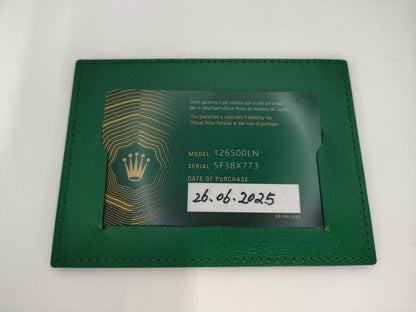 Cette garantie n'est valable que si elle est datée
par le détaillant officiel Rolex au moment de l'achat
This guarantee is valid only if dated by the
Official Rolex Retailer at the time of purchase
MODEL 126500LN
SERIAL 5F38X773
DATE OF PURCHASE
26.06.2025